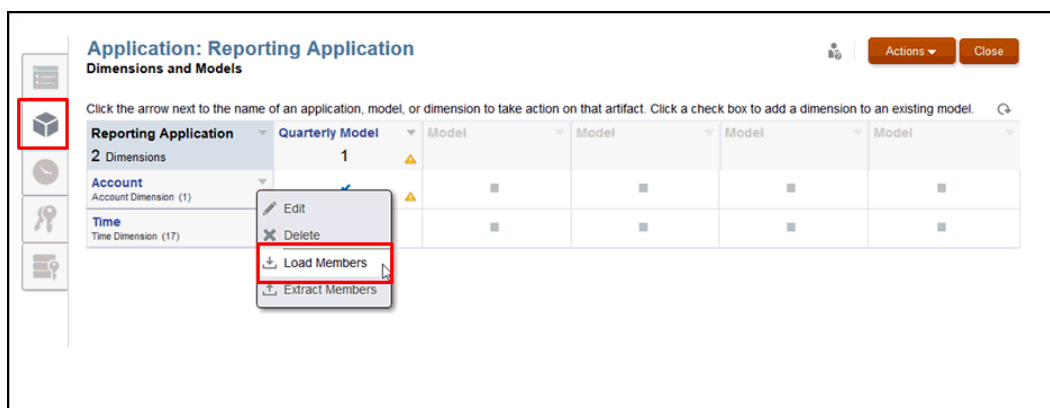 Application: Reporting Application
Dimensions and Models
Actions
Close
Click the arrow next to the name of an application, model, or dimension to take action on that artifact. Click a check box to add a dimension to an existing model.
Reporting Application
Quarterly Model
Model
Model
Model
Model
2 Dimensions
1
Account
Account Dimension (1)
Time
Time Dimension (17)
Edit
Delete
Load Members
Extract Members